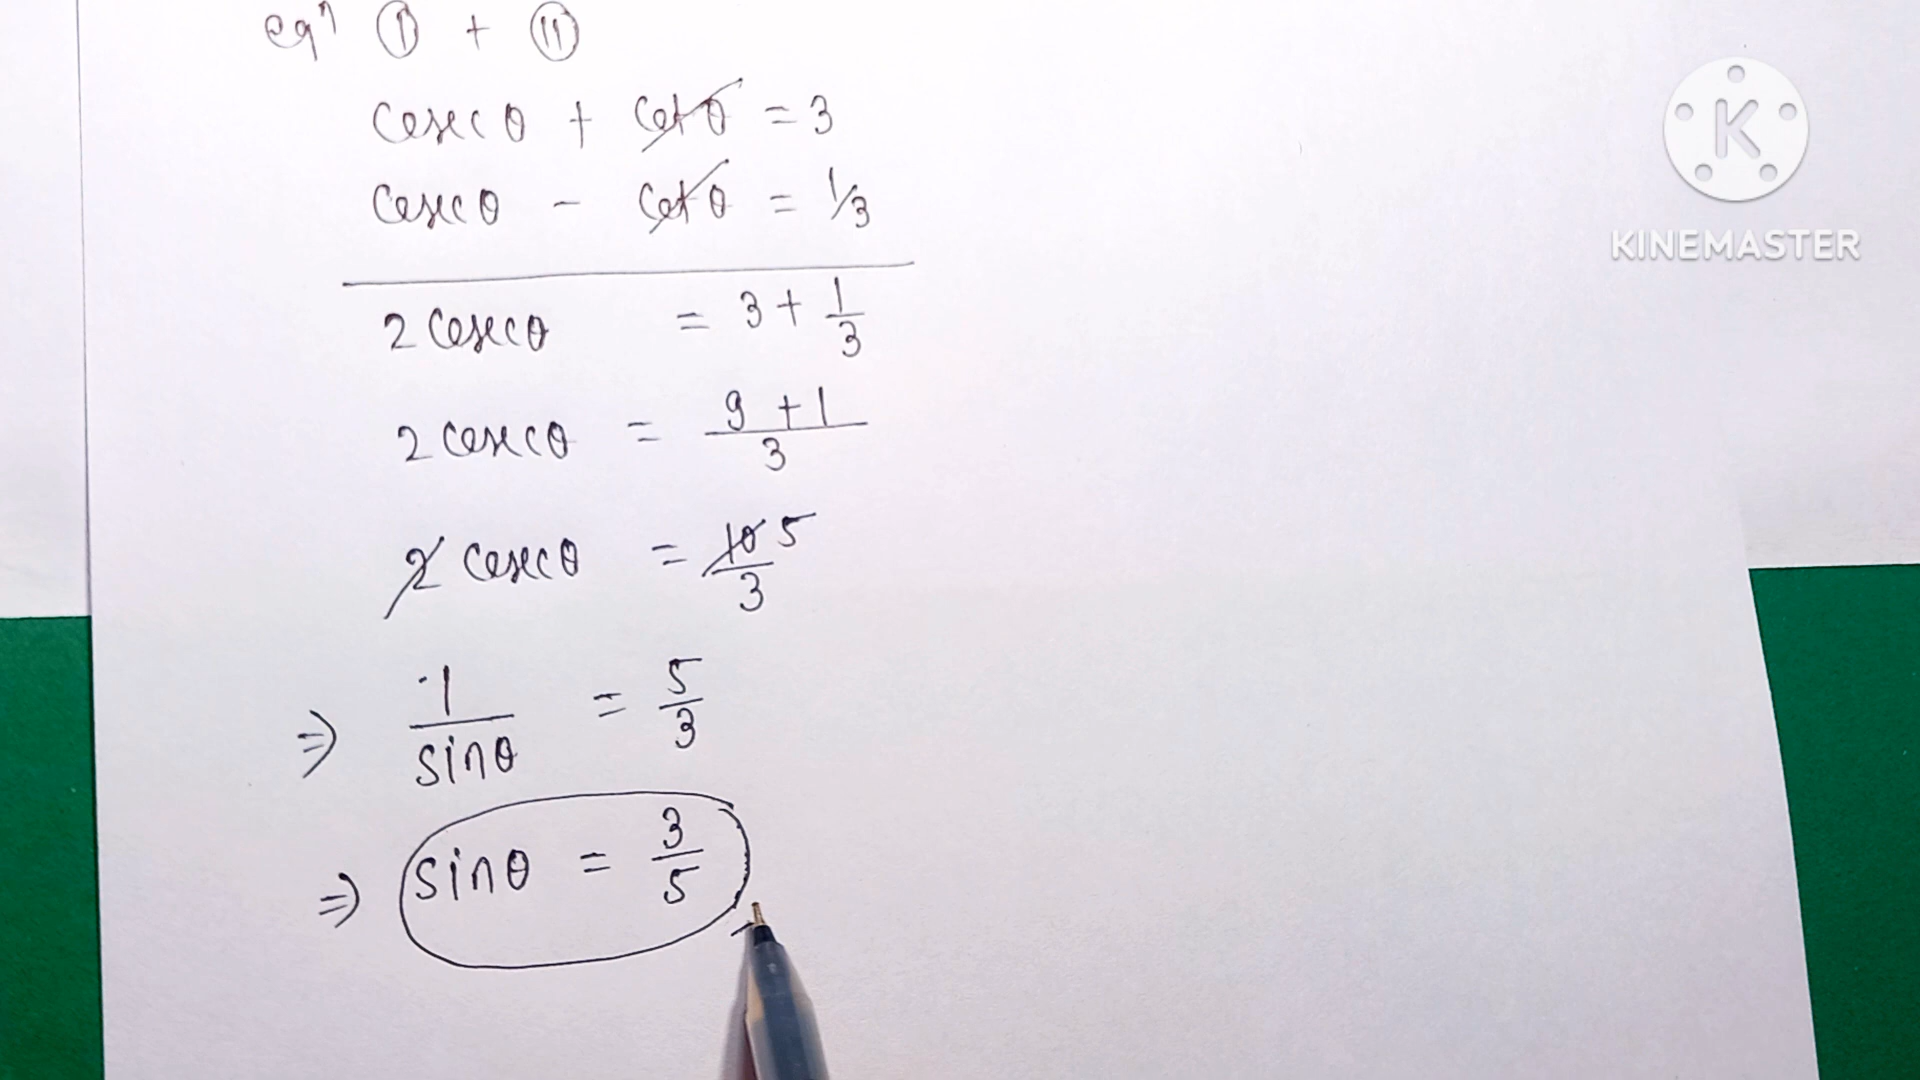 eqⁿ (I) + (II)
cosec θ + cot θ = 3
cosec θ - cot θ = 1/3
2 cosec θ = 3 + 1/3
2 cosec θ = 9 + 1 / 3
2 cosec θ = 10 5 / 3
⇒ 1/sin θ = 5/3
⇒ sin θ = 3/5
K
KINEMASTER